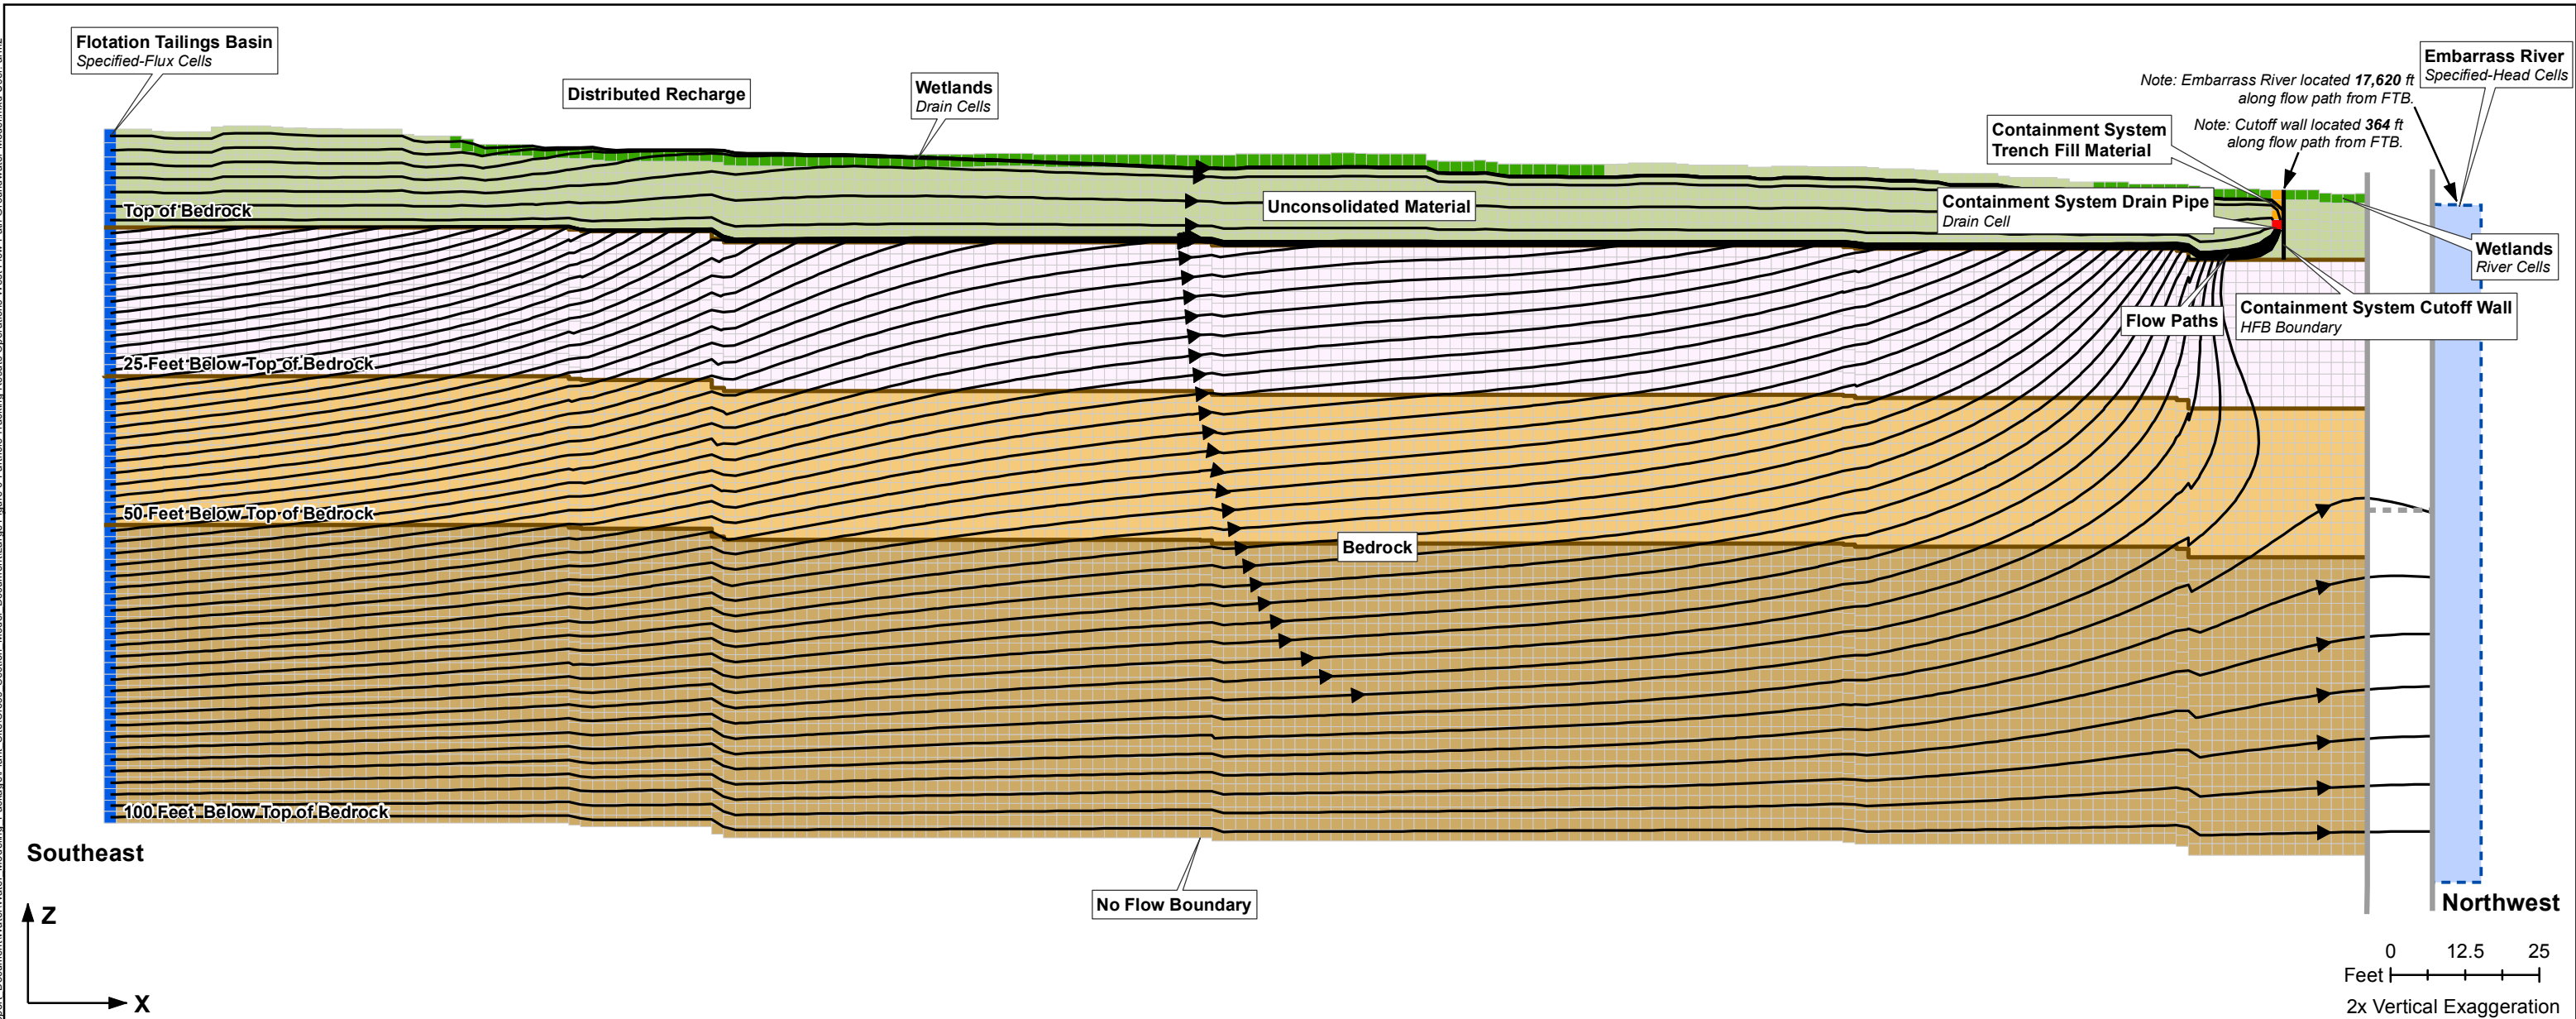 Flotation Tailings Basin
Specified-Flux Cells
Distributed Recharge
Wetlands
Drain Cells
Note: Embarrass River located 17,620 ft
along flow path from FTB.
Embarrass River
Specified-Head Cells
Containment System
Trench Fill Material
Note: Cutoff wall located 364 ft
along flow path from FTB.
Top of Bedrock
Unconsolidated Material
Containment System Drain Pipe
Drain Cell
Wetlands
River Cells
Containment System Cutoff Wall
HFB Boundary
Flow Paths
25 Feet Below Top of Bedrock
50 Feet Below Top of Bedrock
Bedrock
100 Feet Below Top of Bedrock
Southeast
No Flow Boundary
Northwest
Z
X
0 12.5 25
Feet
2x Vertical Exaggeration